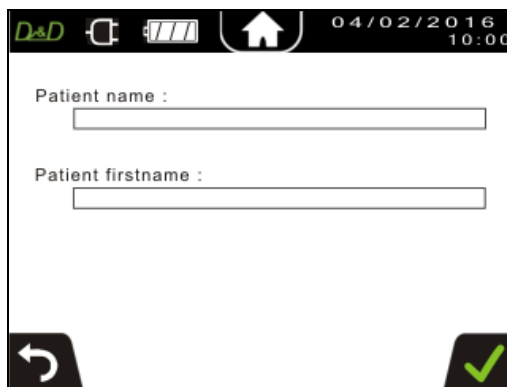 D&D
04/02/2016
10:00
Patient name :
Patient firstname :